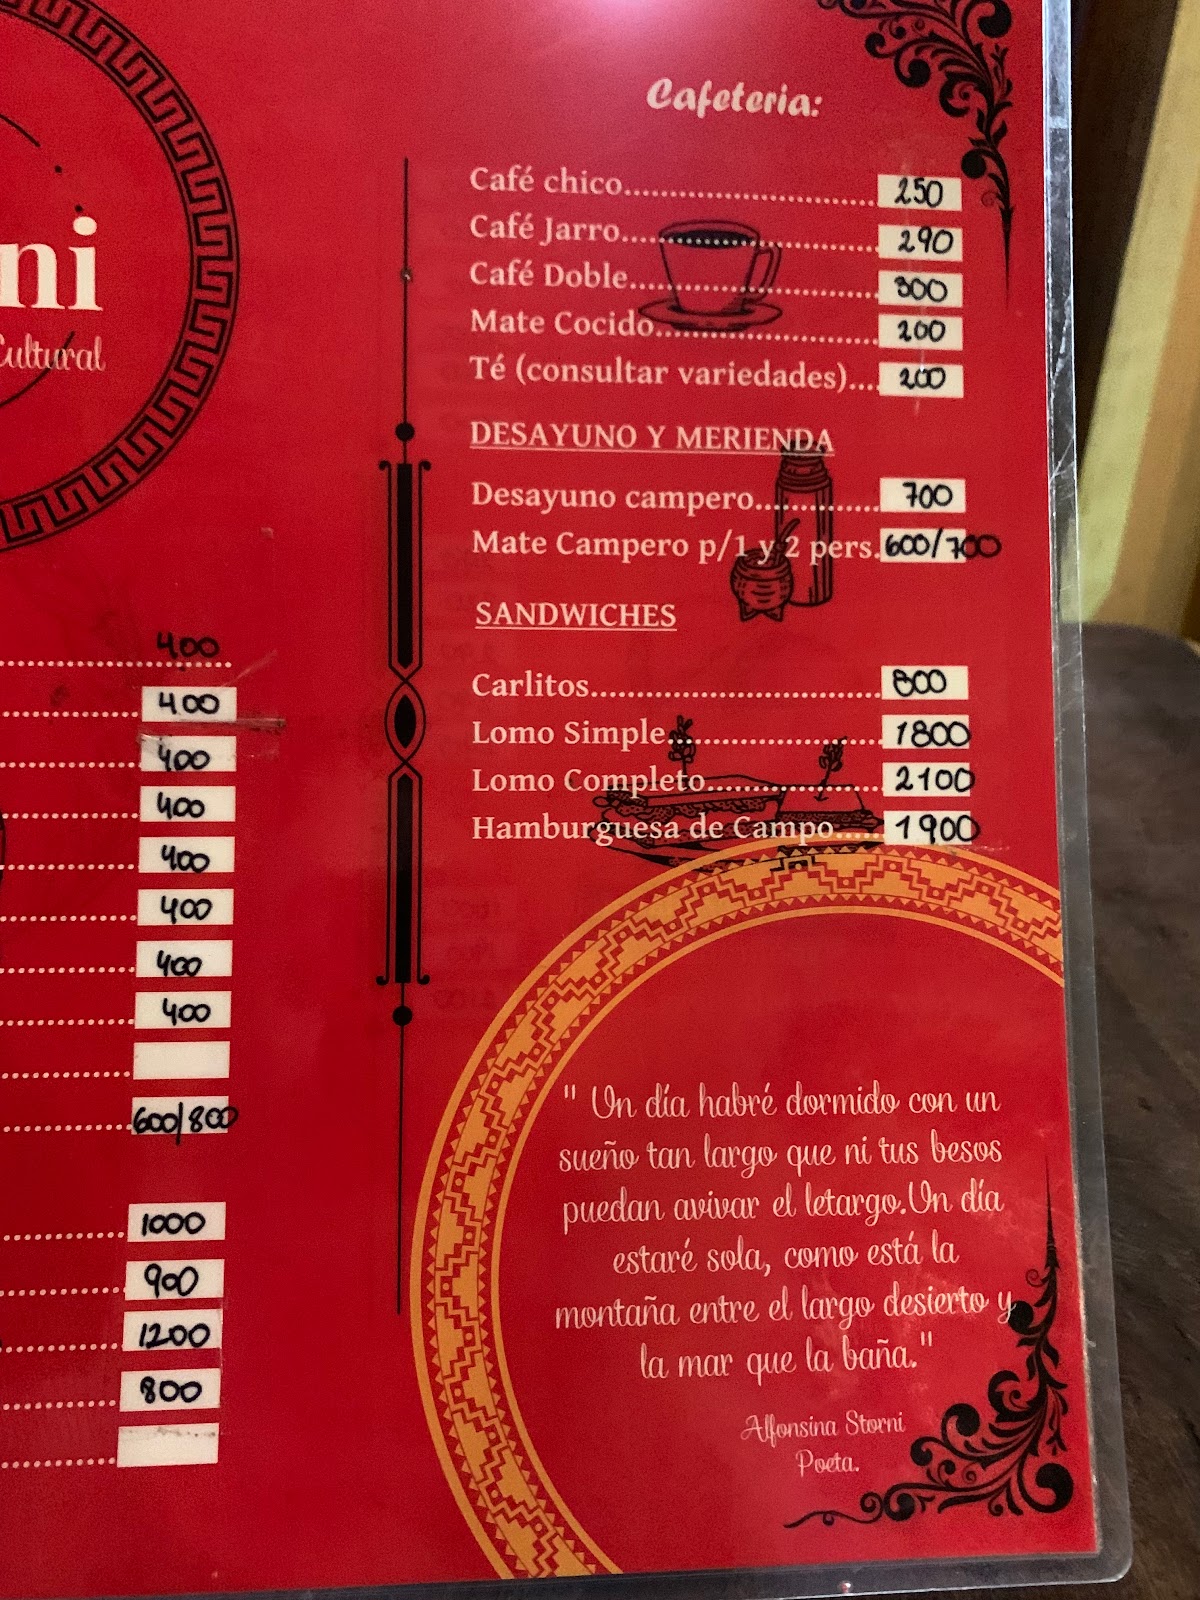 ni
Cultural
400
400
400
400
400
400
400
400
600/800
1000
900
1200
800
Cafeteria:
Café chico........................... 250
Café Jarro........................... 290
Café Doble........................... 300
Mate Cocido........................ 200
Té (consultar variedades).... 200
DESAYUNO Y MERIENDA
Desayuno campero.............. 700
Mate Campero p/1 y 2 pers. 600/700
SANDWICHES
Carlitos................................ 800
Lomo Simple........................ 1800
Lomo Completo................... 2100
Hamburguesa de Campo..... 1900
" Un día habré dormido con un
sueño tan largo que ni tus besos
puedan avivar el letargo.Un día
estaré sola, como está la
montaña entre el largo desierto y
la mar que la baña."
Alfonsina Storni
Poeta.